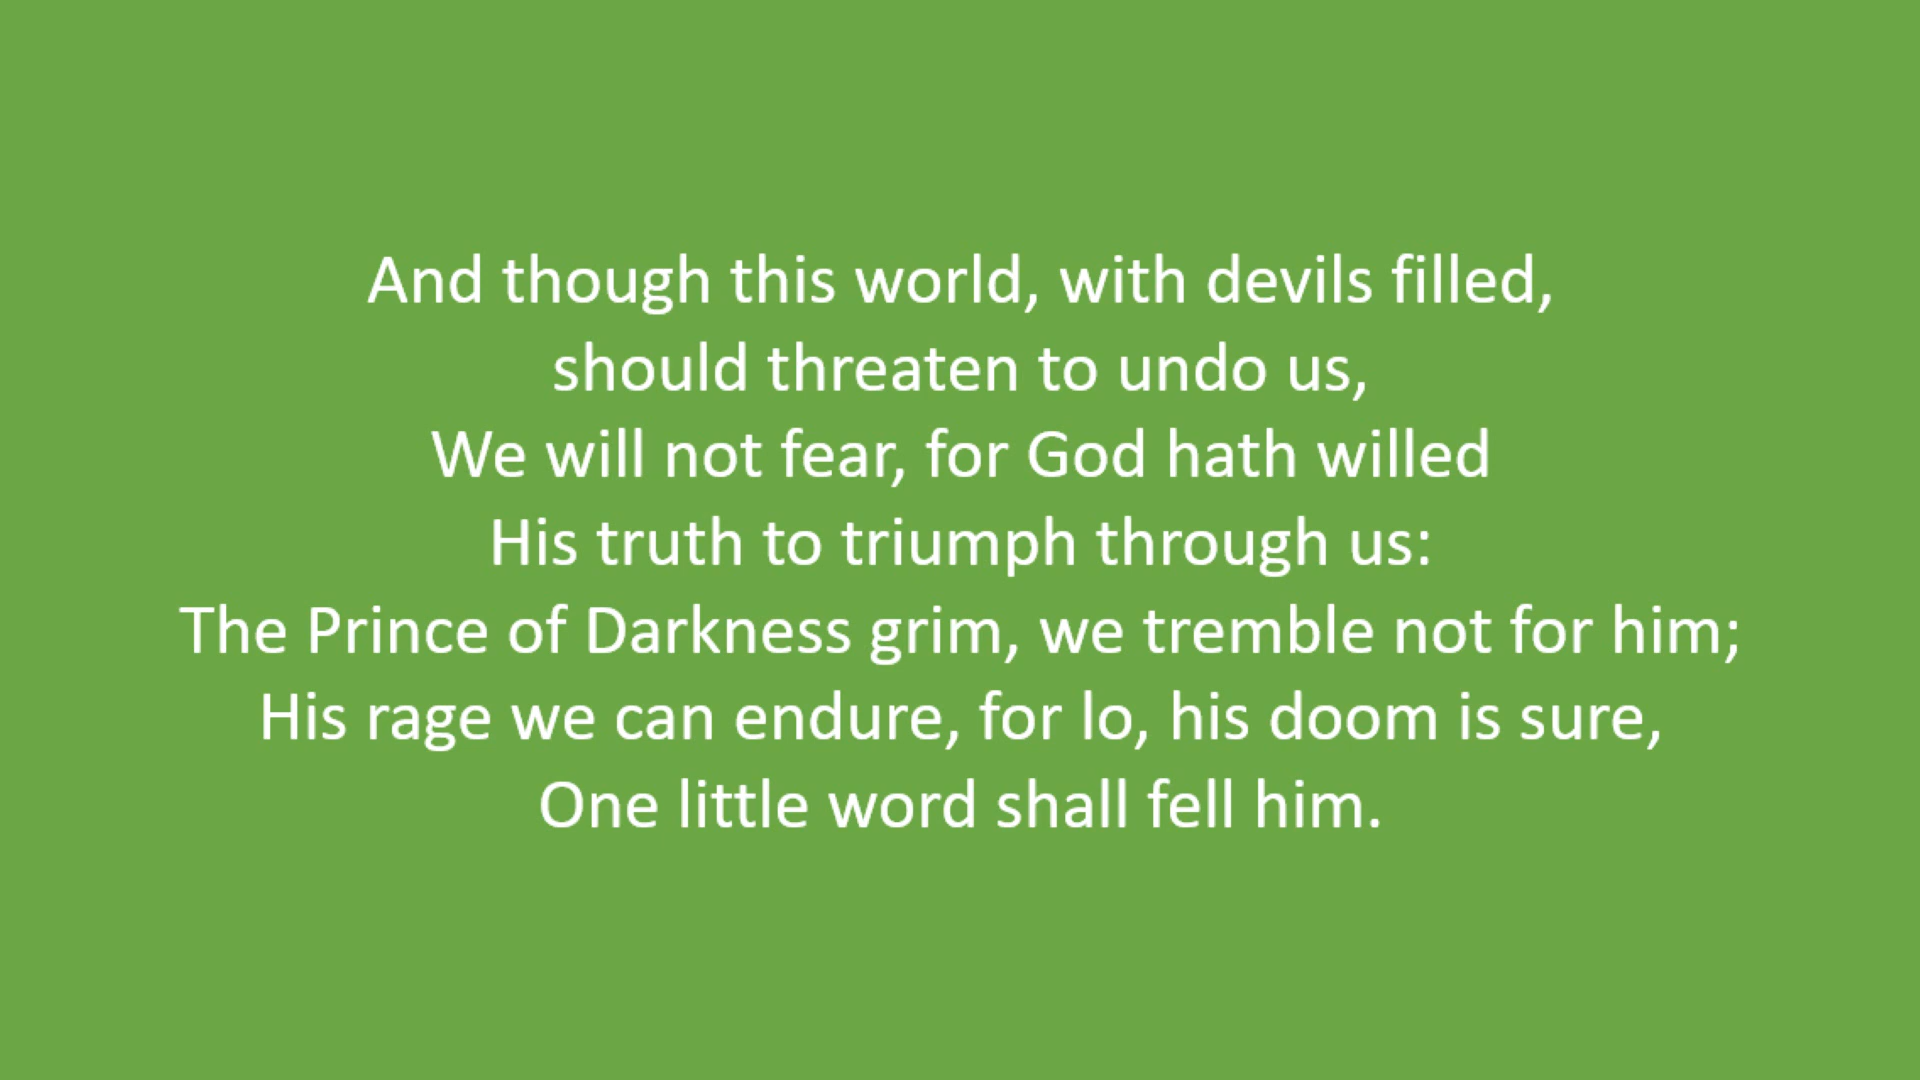 And though this world, with devils filled,
should threaten to undo us,
We will not fear, for God hath willed
His truth to triumph through us:
The Prince of Darkness grim, we tremble not for him;
His rage we can endure, for lo, his doom is sure,
One little word shall fell him.